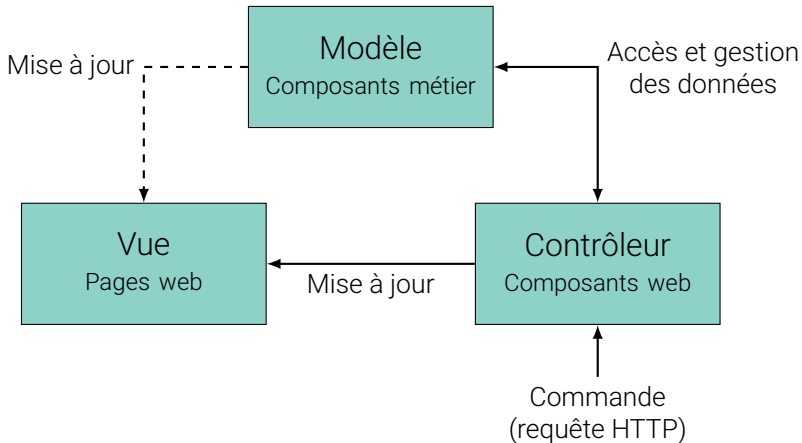 Modèle
Composants métier
Mise à jour
Accès et gestion
des données
Vue
Pages web
Mise à jour
Contrôleur
Composants web
Commande
(requête HTTP)